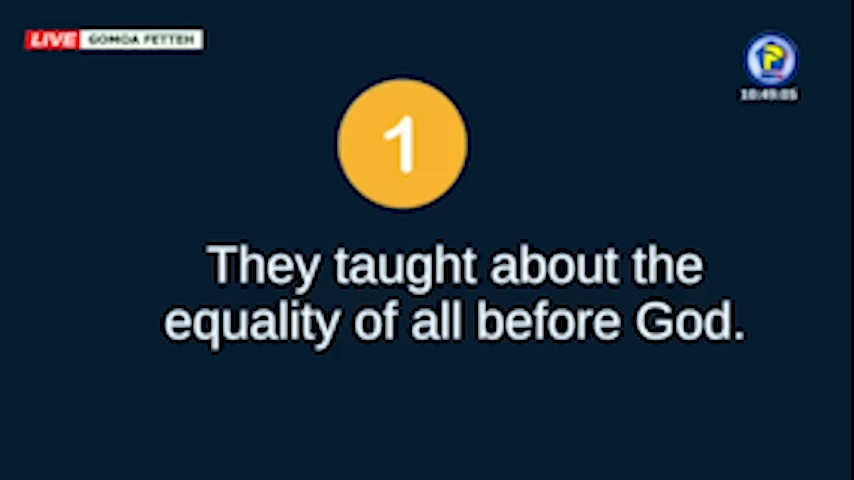 LIVE GOMOA FETTEH
10:49:05
1
They taught about the
equality of all before God.